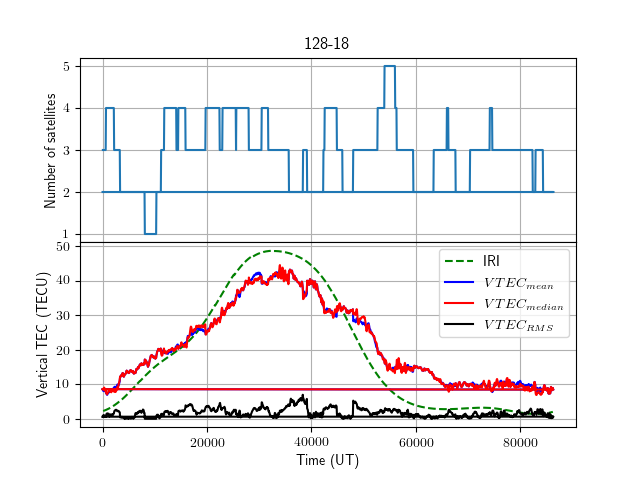 128-18
Number of satellites
5
4
3
2
1
Vertical TEC (TECU)
50
40
30
20
10
0
IRI
VTEC_mean
VTEC_median
VTEC_RMS
0 20000 40000 60000 80000
Time (UT)